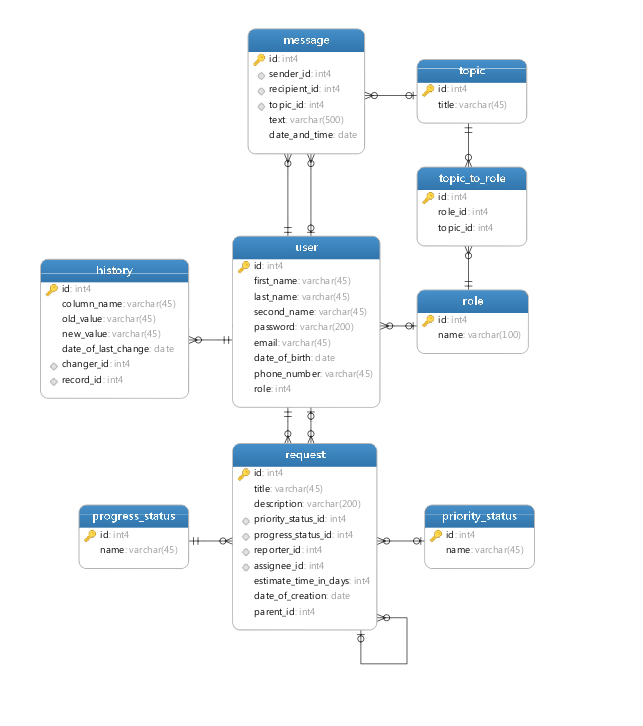 message
id: int4
sender_id: int4
recipient_id: int4
topic_id: int4
text: varchar(500)
date_and_time: date
topic
id: int4
title: varchar(45)
topic_to_role
id: int4
role_id: int4
topic_id: int4
user
id: int4
first_name: varchar(45)
last_name: varchar(45)
second_name: varchar(45)
password: varchar(200)
email: varchar(45)
date_of_birth: date
phone_number: varchar(45)
role: int4
history
id: int4
column_name: varchar(45)
old_value: varchar(45)
new_value: varchar(45)
date_of_last_change: date
changer_id: int4
record_id: int4
role
id: int4
name: varchar(100)
request
id: int4
title: varchar(45)
description: varchar(200)
priority_status_id: int4
progress_status_id: int4
reporter_id: int4
assignee_id: int4
estimate_time_in_days: int4
date_of_creation: date
parent_id: int4
progress_status
id: int4
name: varchar(45)
priority_status
id: int4
name: varchar(45)